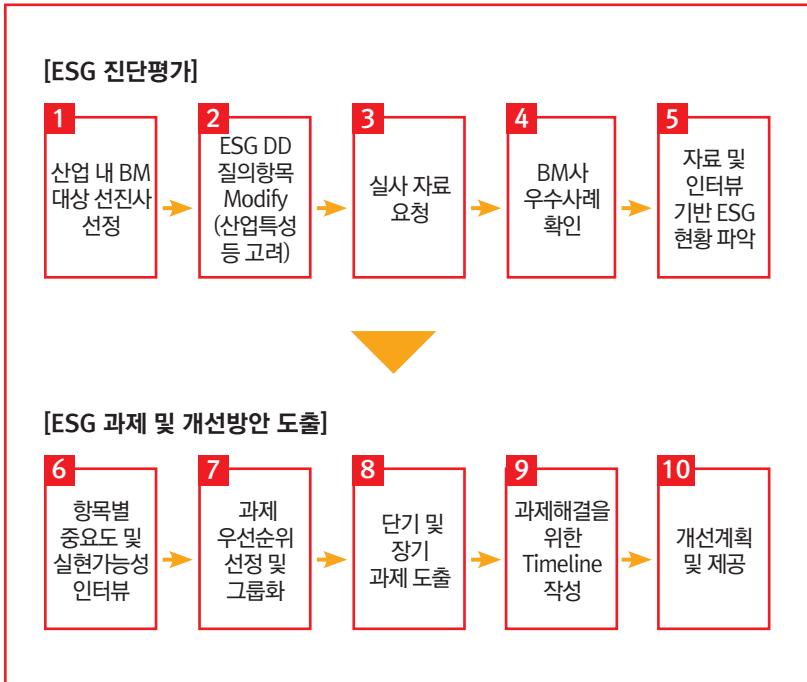 [ESG 진단평가]
1
산업 내 BM
대상 선진사
선정
2
ESG DD
질의항목
Modify
(산업특성
등 고려)
3
실사 자료
요청
4
BM사
우수사례
확인
5
자료 및
인터뷰
기반 ESG
현황 파악
[ESG 과제 및 개선방안 도출]
6
항목별
중요도 및
실현가능성
인터뷰
7
과제
우선순위
선정 및
그룹화
8
단기 및
장기
과제 도출
9
과제해결을
위한
Timeline
작성
10
개선계획
및 제공